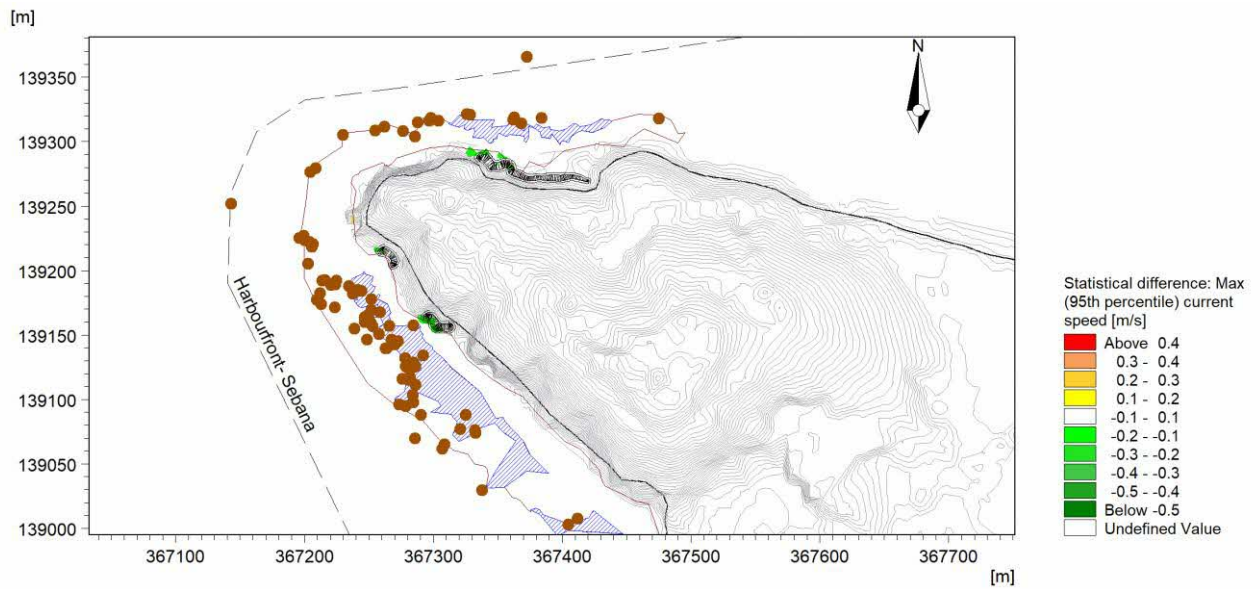 [m]
N
139350
139300
139250
139200
139150
139100
139050
139000
Harbourfront- Sebana
367100
367200
367300
367400
367500
367600
367700
[m]
Statistical difference: Max
(95th percentile) current
speed [m/s]
Above 0.4
0.3 - 0.4
0.2 - 0.3
0.1 - 0.2
-0.1 - 0.1
-0.2 - -0.1
-0.3 - -0.2
-0.4 - -0.3
-0.5 - -0.4
Below -0.5
Undefined Value